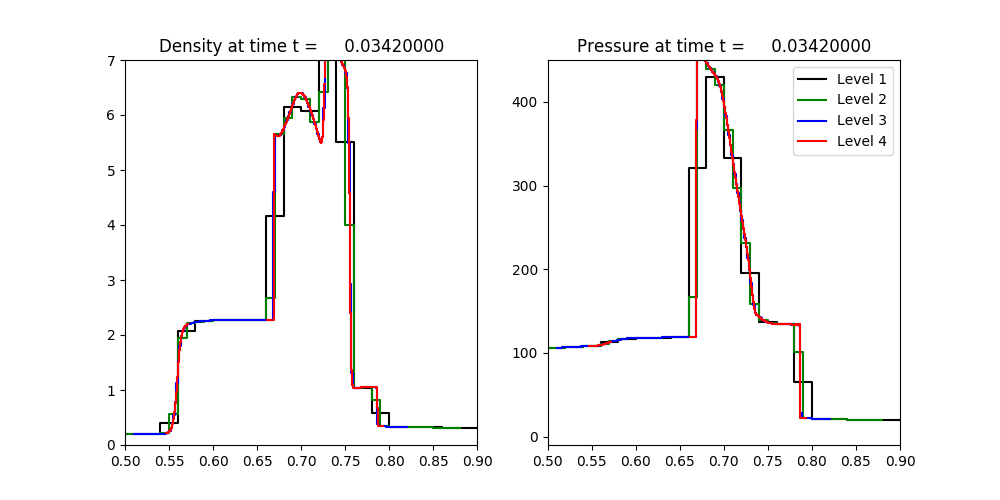 Density at time t =     0.03420000
7
6
5
4
3
2
1
0
0.50 0.55 0.60 0.65 0.70 0.75 0.80 0.85 0.90
Pressure at time t =     0.03420000
Level 1
Level 2
Level 3
Level 4
400
300
200
100
0
0.50 0.55 0.60 0.65 0.70 0.75 0.80 0.85 0.90